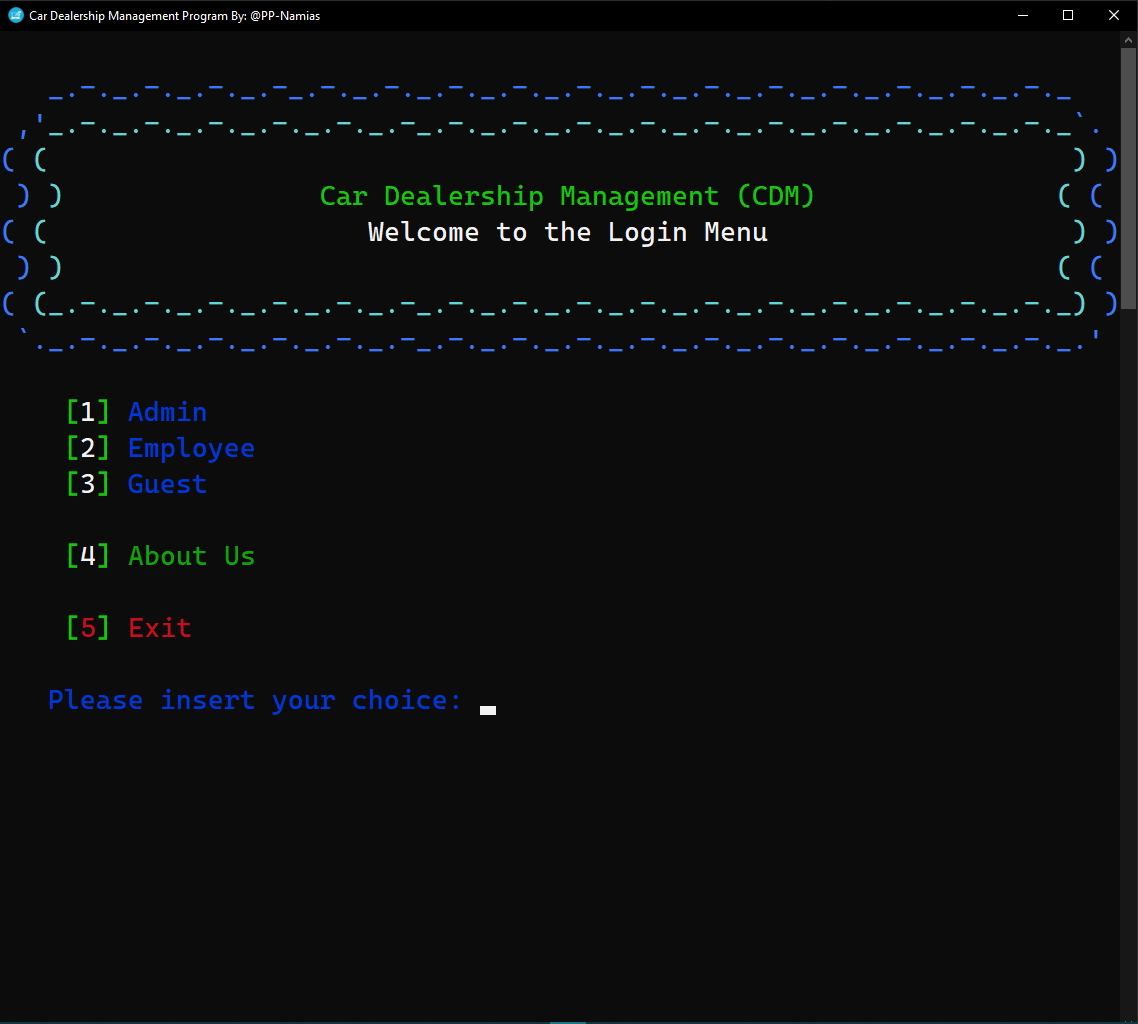 Car Dealership Management Program By: @PP-Namias
Car Dealership Management (CDM)
Welcome to the Login Menu
[1] Admin
[2] Employee
[3] Guest
[4] About Us
[5] Exit
Please insert your choice: